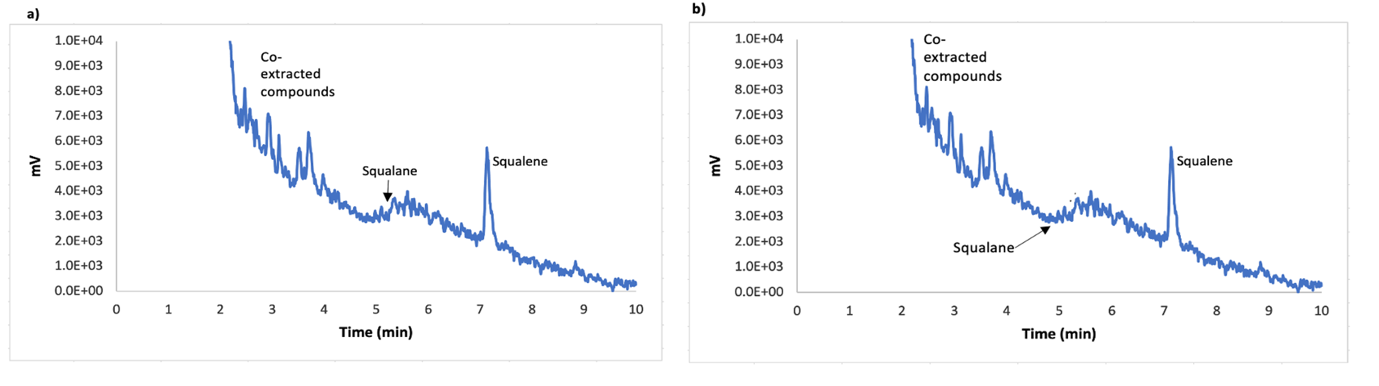 a)
1.0E+04
9.0E+03
8.0E+03
7.0E+03
6.0E+03
5.0E+03
4.0E+03
3.0E+03
2.0E+03
1.0E+03
0.0E+00
mV
Co-
extracted
compounds
Squalane
Squalene
0 1 2 3 4 5 6 7 8 9 10
Time (min)
b)
1.0E+04
9.0E+03
8.0E+03
7.0E+03
6.0E+03
5.0E+03
4.0E+03
3.0E+03
2.0E+03
1.0E+03
0.0E+00
mV
Co-
extracted
compounds
Squalene
Squalane
0 1 2 3 4 5 6 7 8 9 10
Time (min)